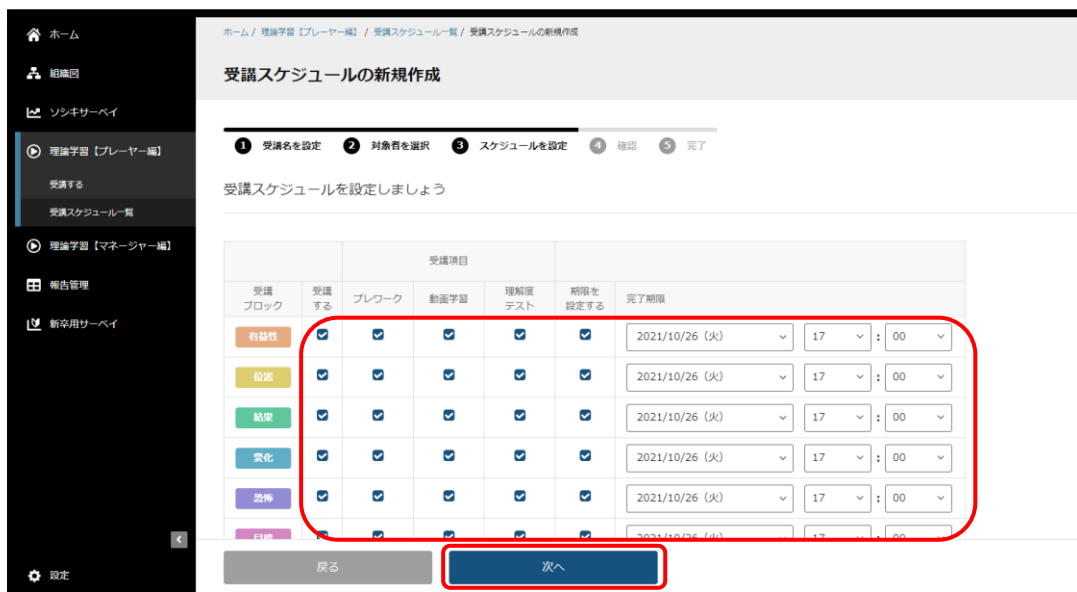 ホーム
組織図
ソシキサーベイ
理論学習【プレーヤー編】
受講する
受講スケジュール一覧
理論学習【マネージャー編】
報告管理
新卒用サーベイ
設定
ホーム / 理論学習【プレーヤー編】 / 受講スケジュール一覧 / 受講スケジュールの新規作成
受講スケジュールの新規作成
1 受講名を設定 2 対象者を選択 3 スケジュールを設定 4 確認 5 完了
受講スケジュールを設定しましょう
受講項目
受講ブロック 受講する プレワーク 動画学習 理解度テスト 期限を設定する 完了期限
有益性 2021/10/26（火） 17 : 00
位置 2021/10/26（火） 17 : 00
結果 2021/10/26（火） 17 : 00
変化 2021/10/26（火） 17 : 00
恐怖 2021/10/26（火） 17 : 00
目標 2021/10/26（火） 17 : 00
戻る 次へ